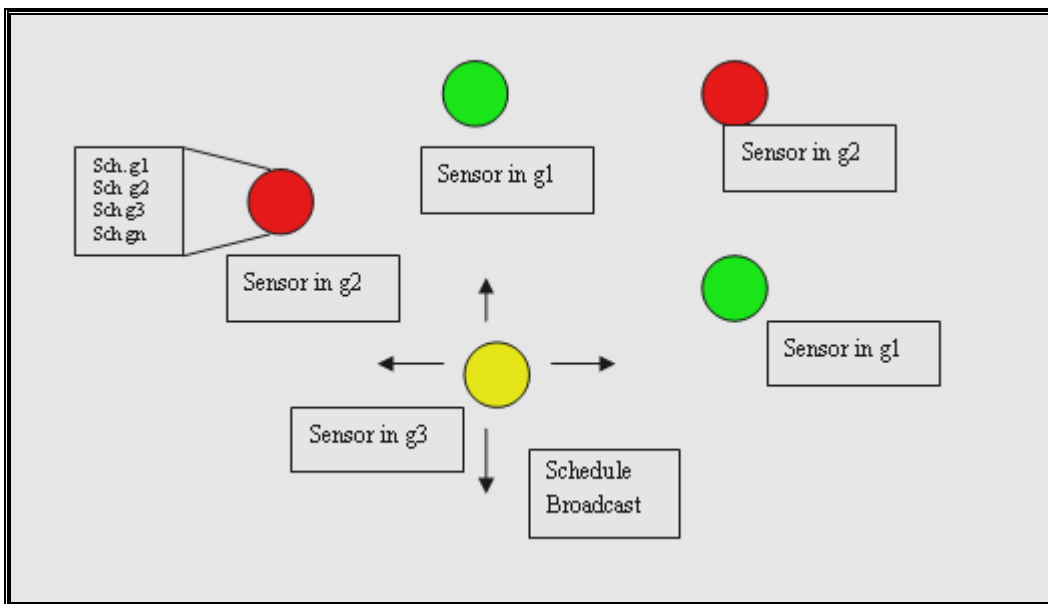 Sensor in g1
Sensor in g2
Sch. g1
Sch g2
Sch g3
Sch gn
Sensor in g2
Sensor in g1
Sensor in g3
Schedule
Broadcast